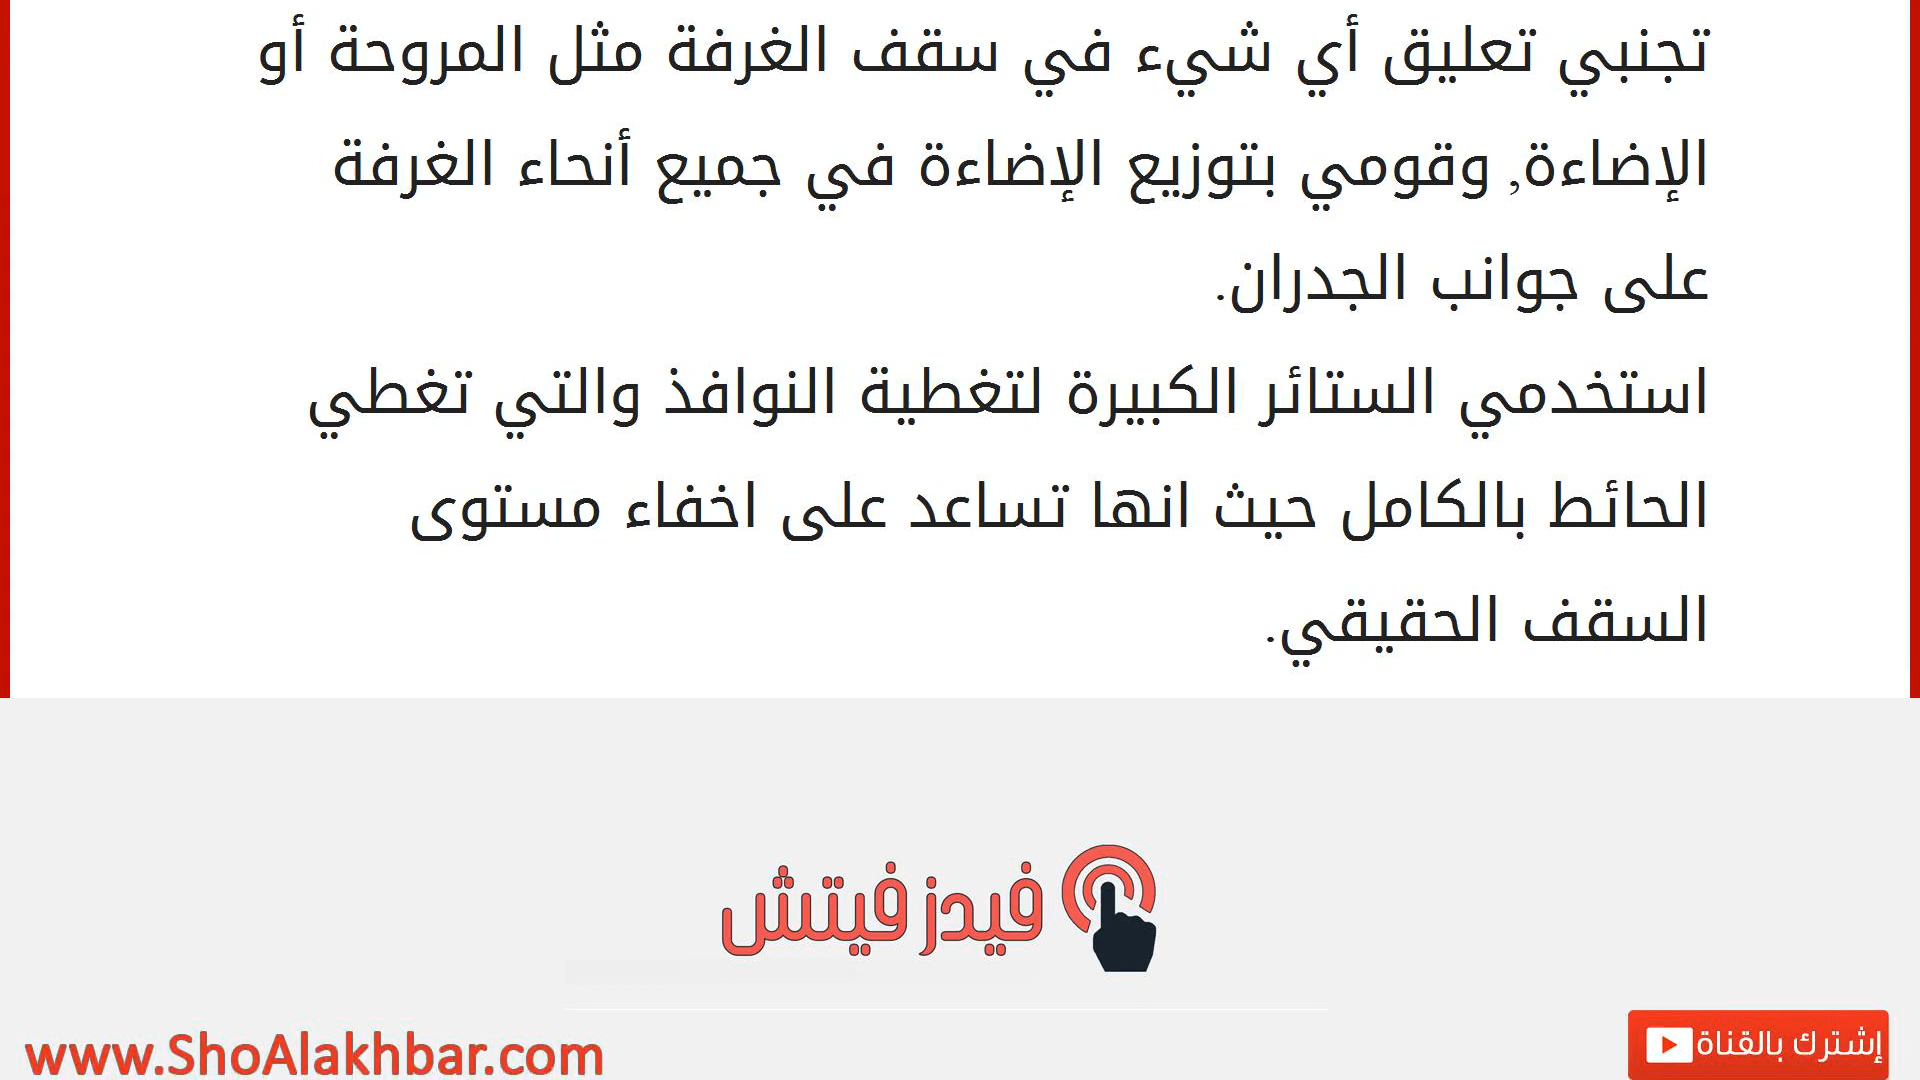 تجنبي تعليق أي شيء في سقف الغرفة مثل المروحة أو
الإضاءة, وقومي بتوزيع الإضاءة في جميع أنحاء الغرفة
على جوانب الجدران.
استخدمي الستائر الكبيرة لتغطية النوافذ والتي تغطي
الحائط بالكامل حيث انها تساعد على اخفاء مستوى
السقف الحقيقي.
فيدز فيتش
www.ShoAlakhbar.com
إشترك بالقناة